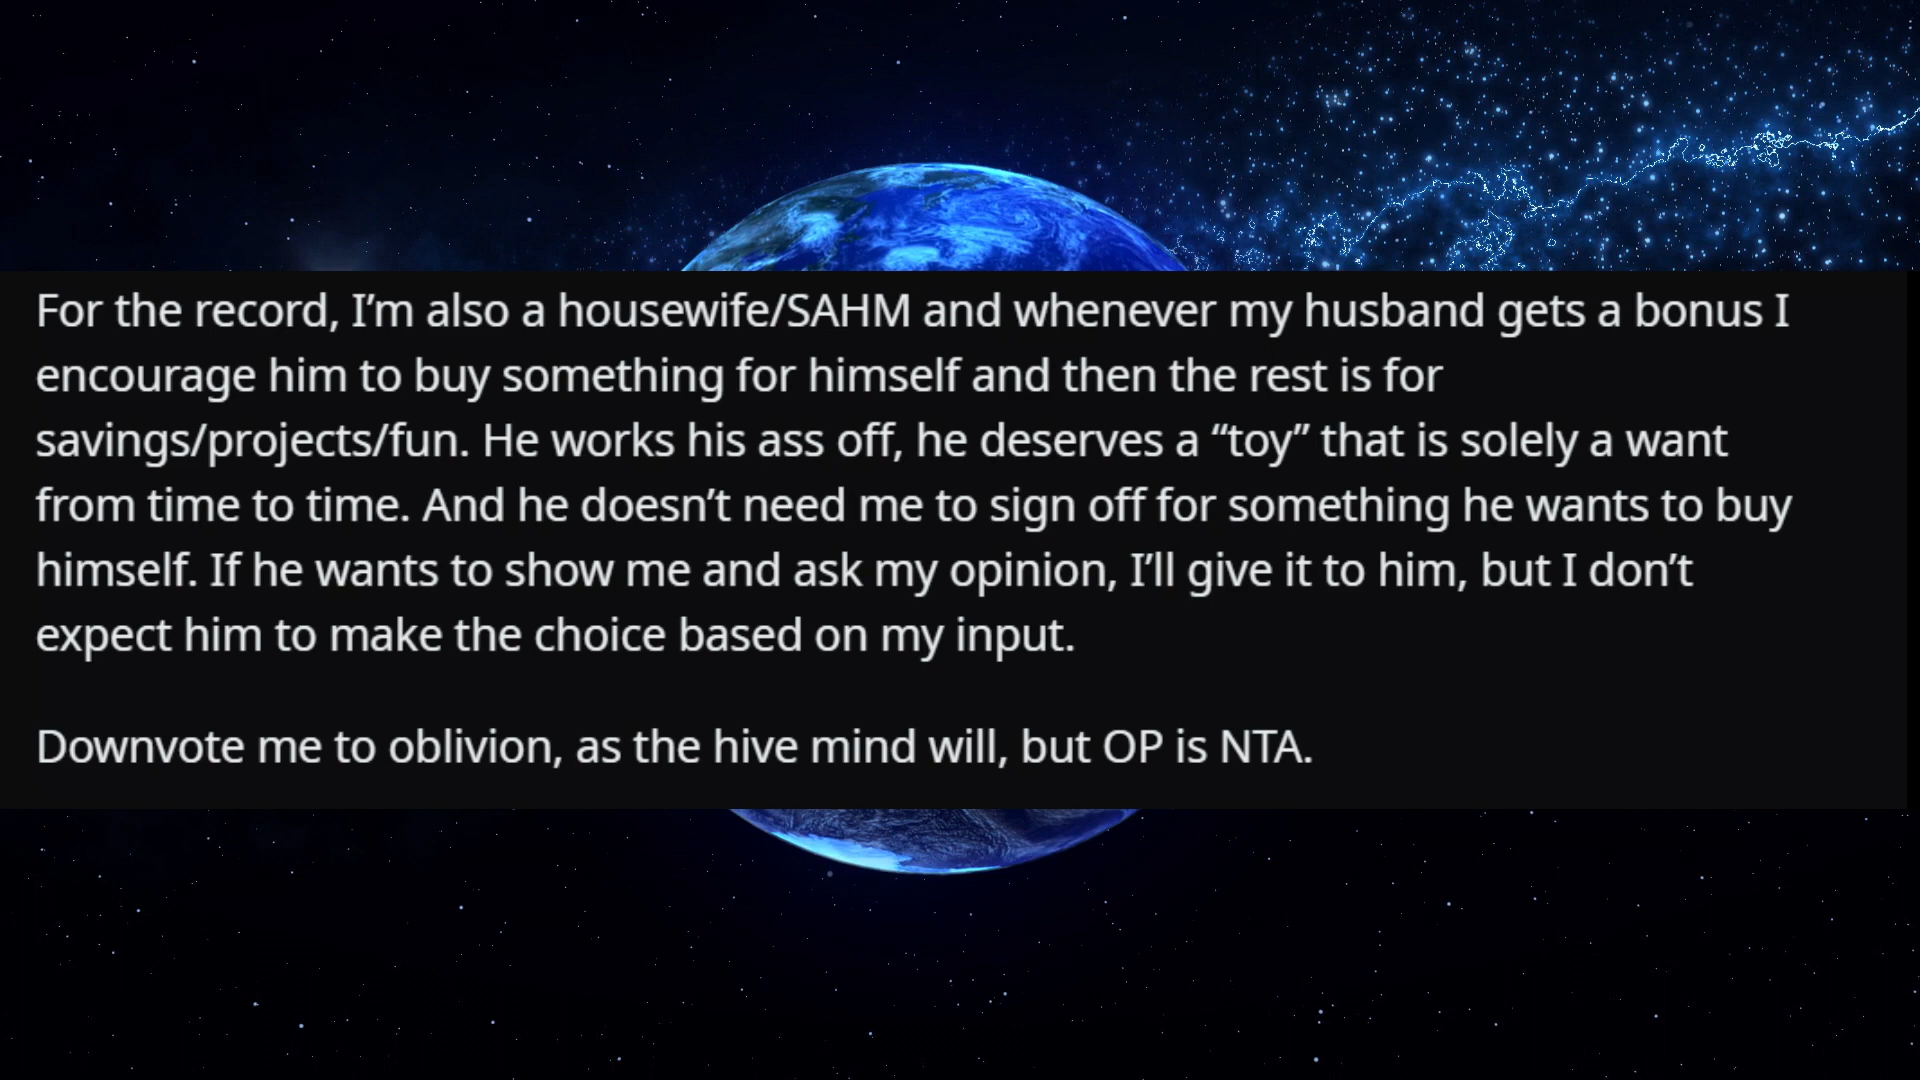 For the record, I’m also a housewife/SAHM and whenever my husband gets a bonus I
encourage him to buy something for himself and then the rest is for
savings/projects/fun. He works his ass off, he deserves a “toy” that is solely a want
from time to time. And he doesn’t need me to sign off for something he wants to buy
himself. If he wants to show me and ask my opinion, I’ll give it to him, but I don’t
expect him to make the choice based on my input.
Downvote me to oblivion, as the hive mind will, but OP is NTA.